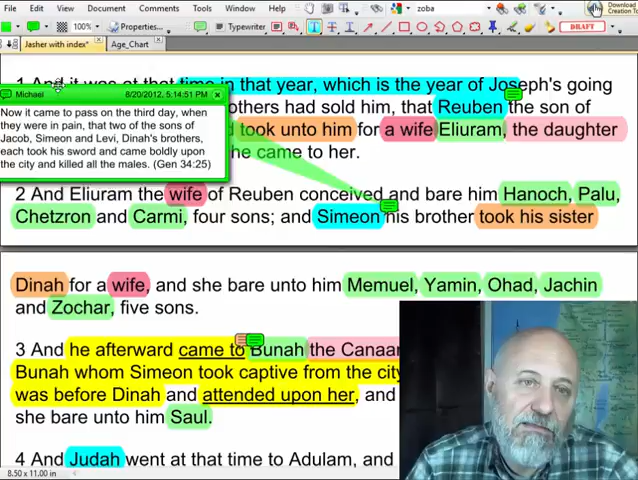 iew Window Document Comments Tools Links Help
100% Properties... Typewriter T T
zoba DRAFT
Download
Creation To
Jasher with index* Age_Chart
1 And it was at that time in that year, which is the year of Joseph's going
others had sold him, that Reuben the son of
took unto him for a wife Eliuram, the daughter
he came to her.
Michael 8/20/2012, 5:14:51 PM
Now it came to pass on the third day, when
they were in pain, that two of the sons of
Jacob, Simeon and Levi, Dinah's brothers,
each took his sword and came boldly upon
the city and killed all the males. (Gen 34:25)
2 And Eliuram the wife of Reuben conceived and bare him Hanoch, Palu,
Chetzron and Carmi, four sons; and Simeon his brother took his sister
Dinah for a wife, and she bare unto him Memuel, Yamin, Ohad, Jachin
and Zochar, five sons.
3 And he afterward came to Bunah the Canaan
Bunah whom Simeon took captive from the city
was before Dinah and attended upon her, and
she bare unto him Saul.
4 And Judah went at that time to Adulam, and
8.50 x 11.00 in